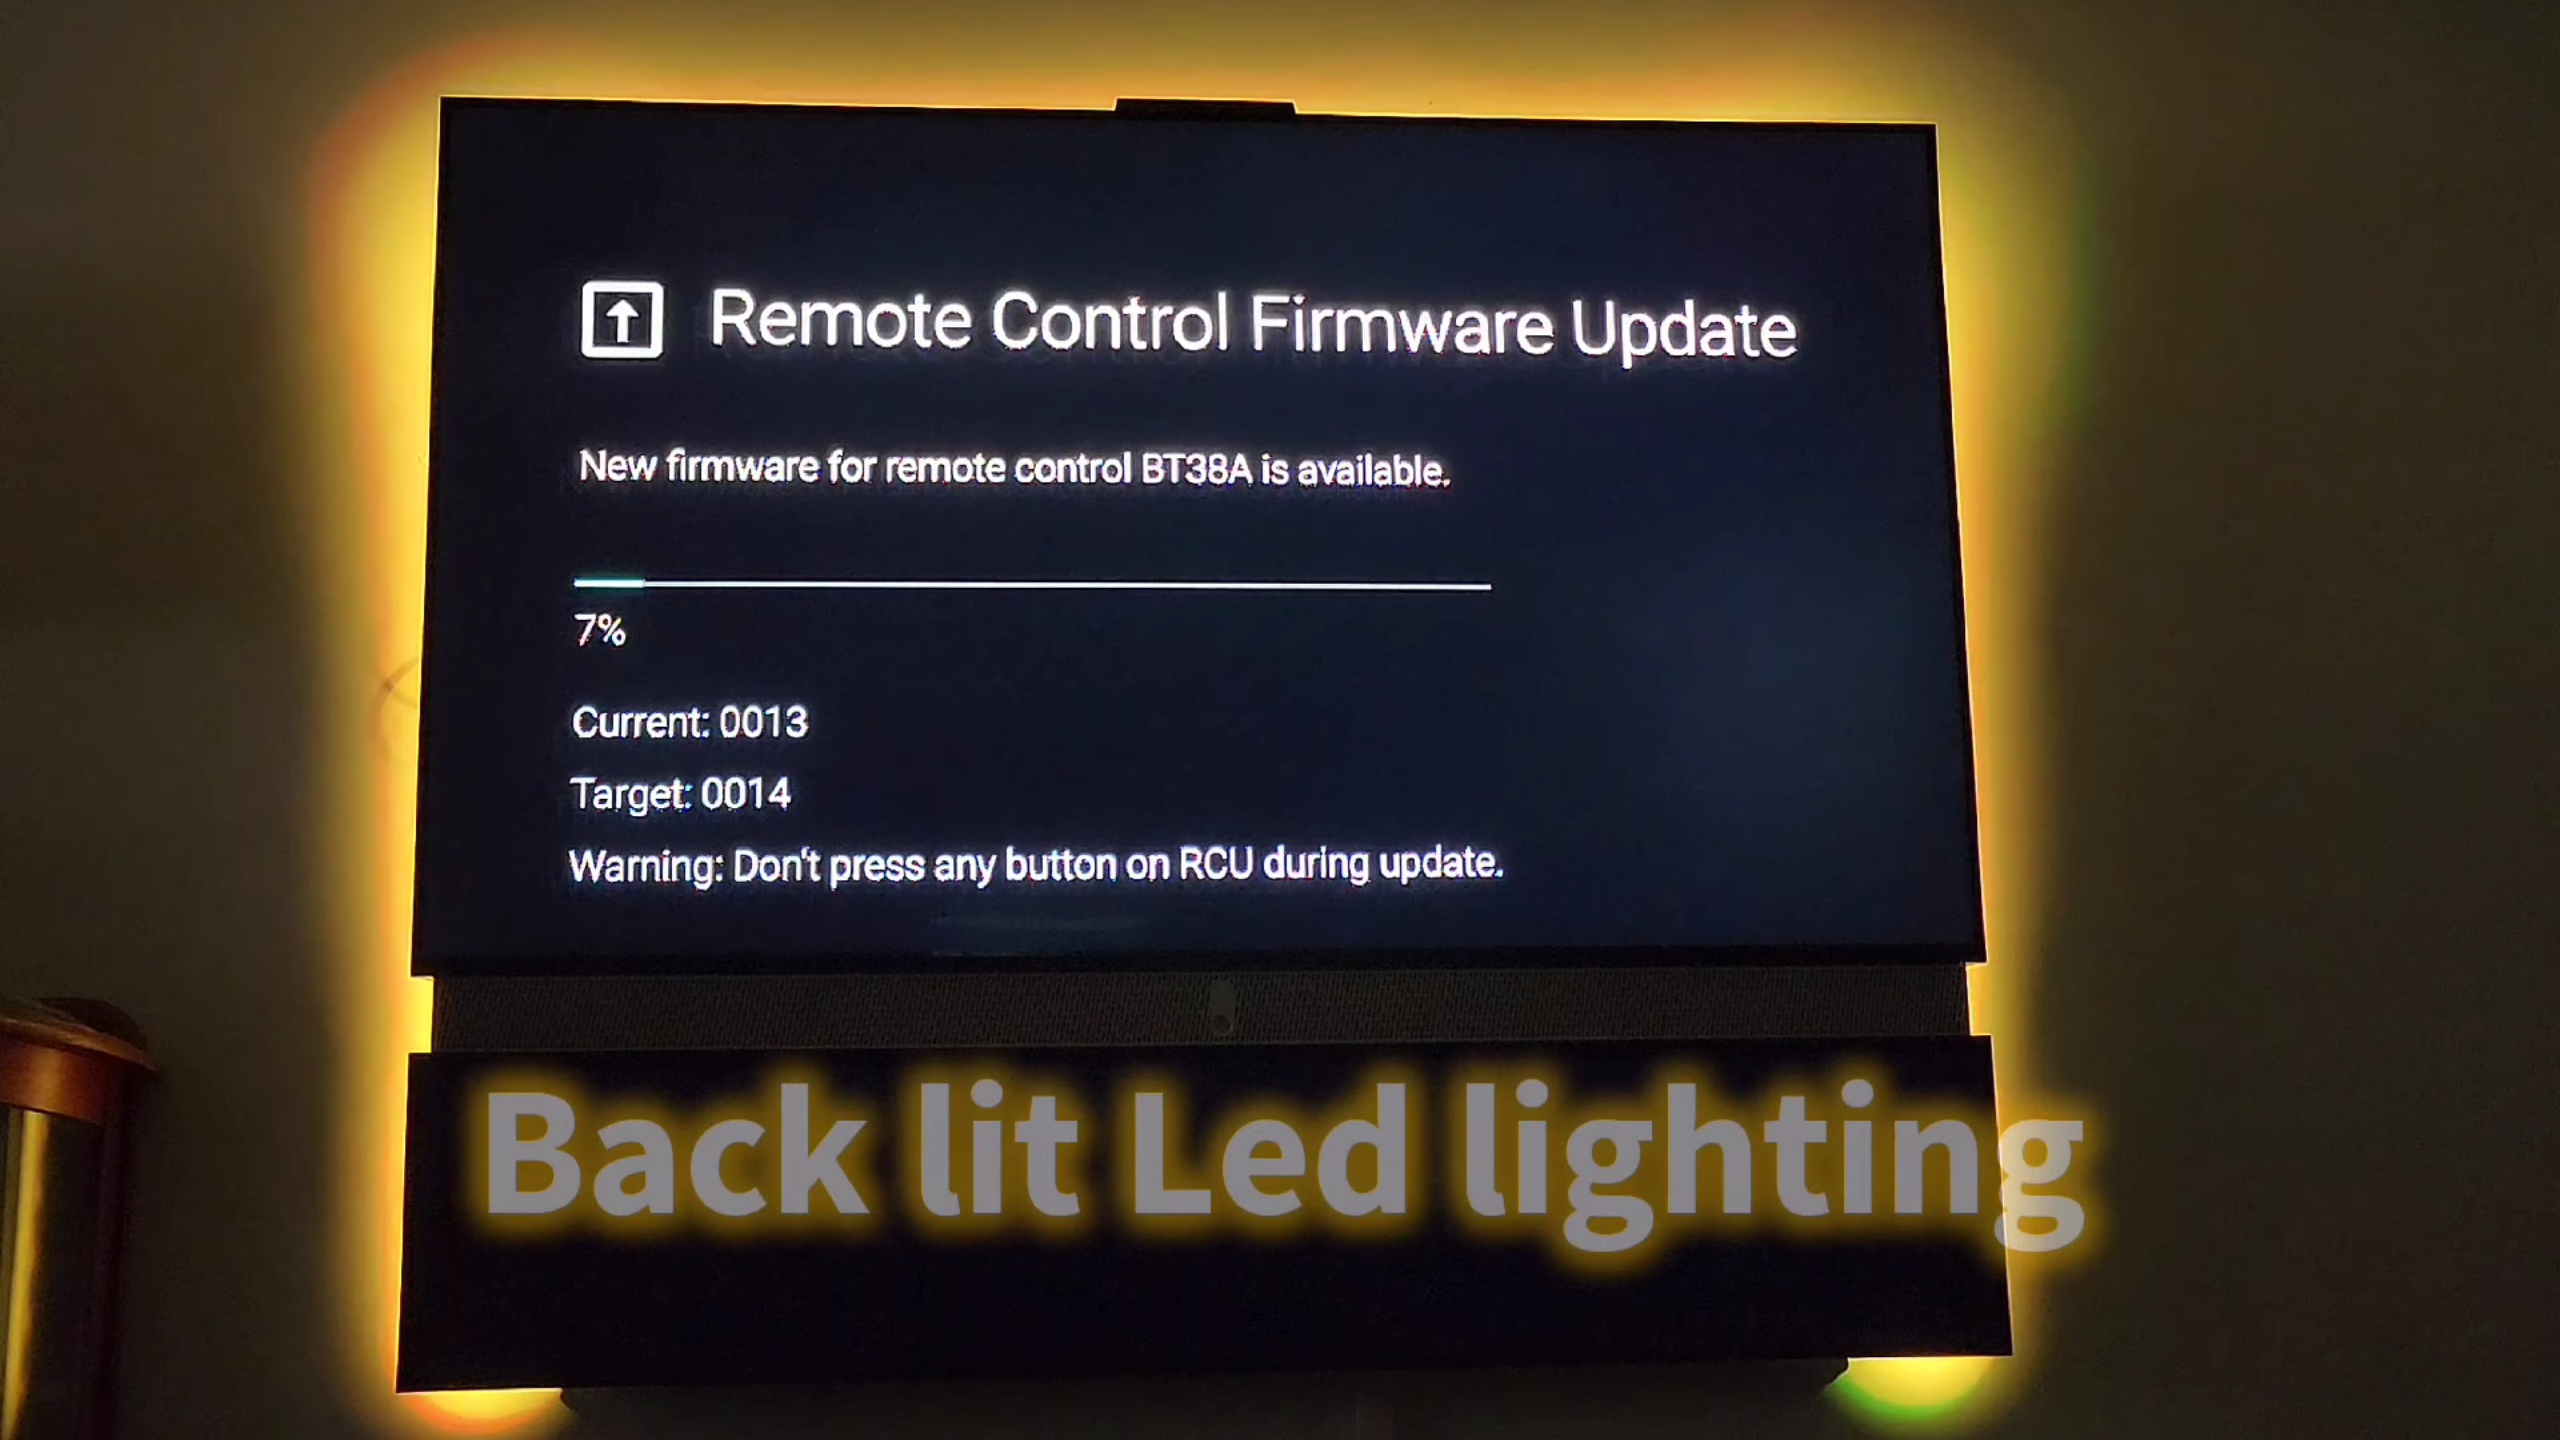 Remote Control Firmware Update
New firmware for remote control BT38A is available.
7%
Current: 0013
Target: 0014
Warning: Don't press any button on RCU during update.
Back lit Led lighting